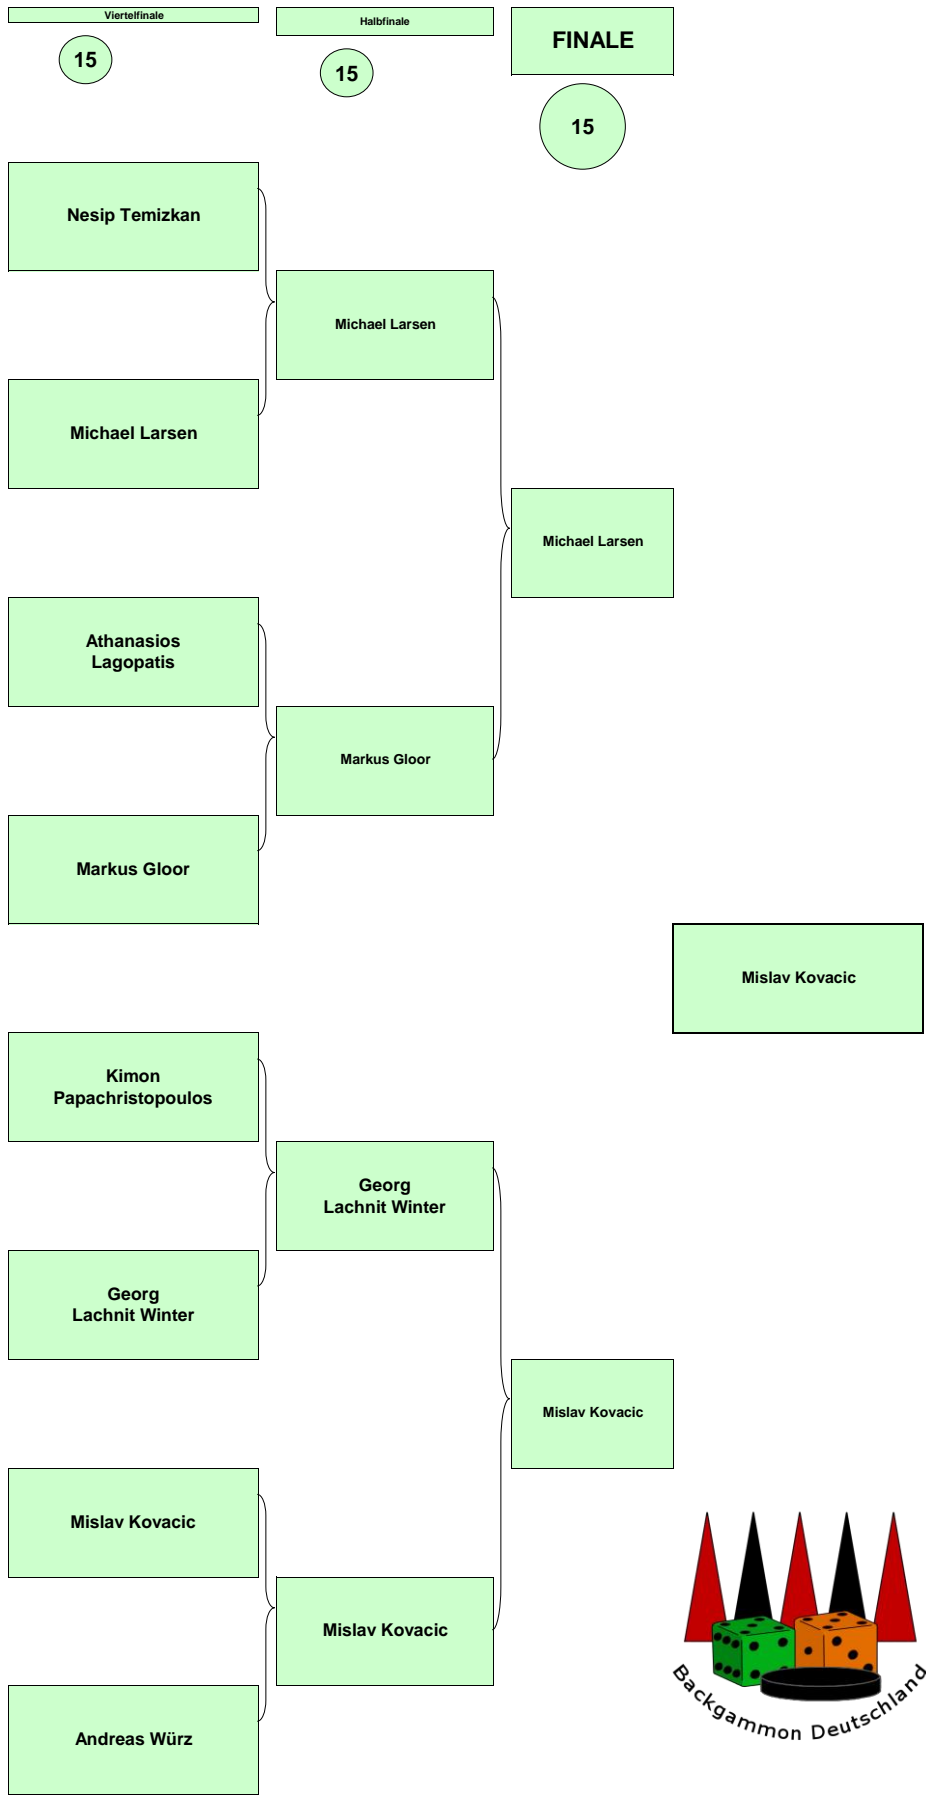 Viertelfinale
Halbfinale
FINALE
15
15
15
Nesip Temizkan
Michael Larsen
Michael Larsen
Michael Larsen
Athanasios
Lagopatis
Markus Gloor
Markus Gloor
Mislav Kovacic
Kimon
Papachristopoulos
Georg
Lachnit Winter
Georg
Lachnit Winter
Mislav Kovacic
Mislav Kovacic
Mislav Kovacic
Andreas Würz
Backgammon Deutschland